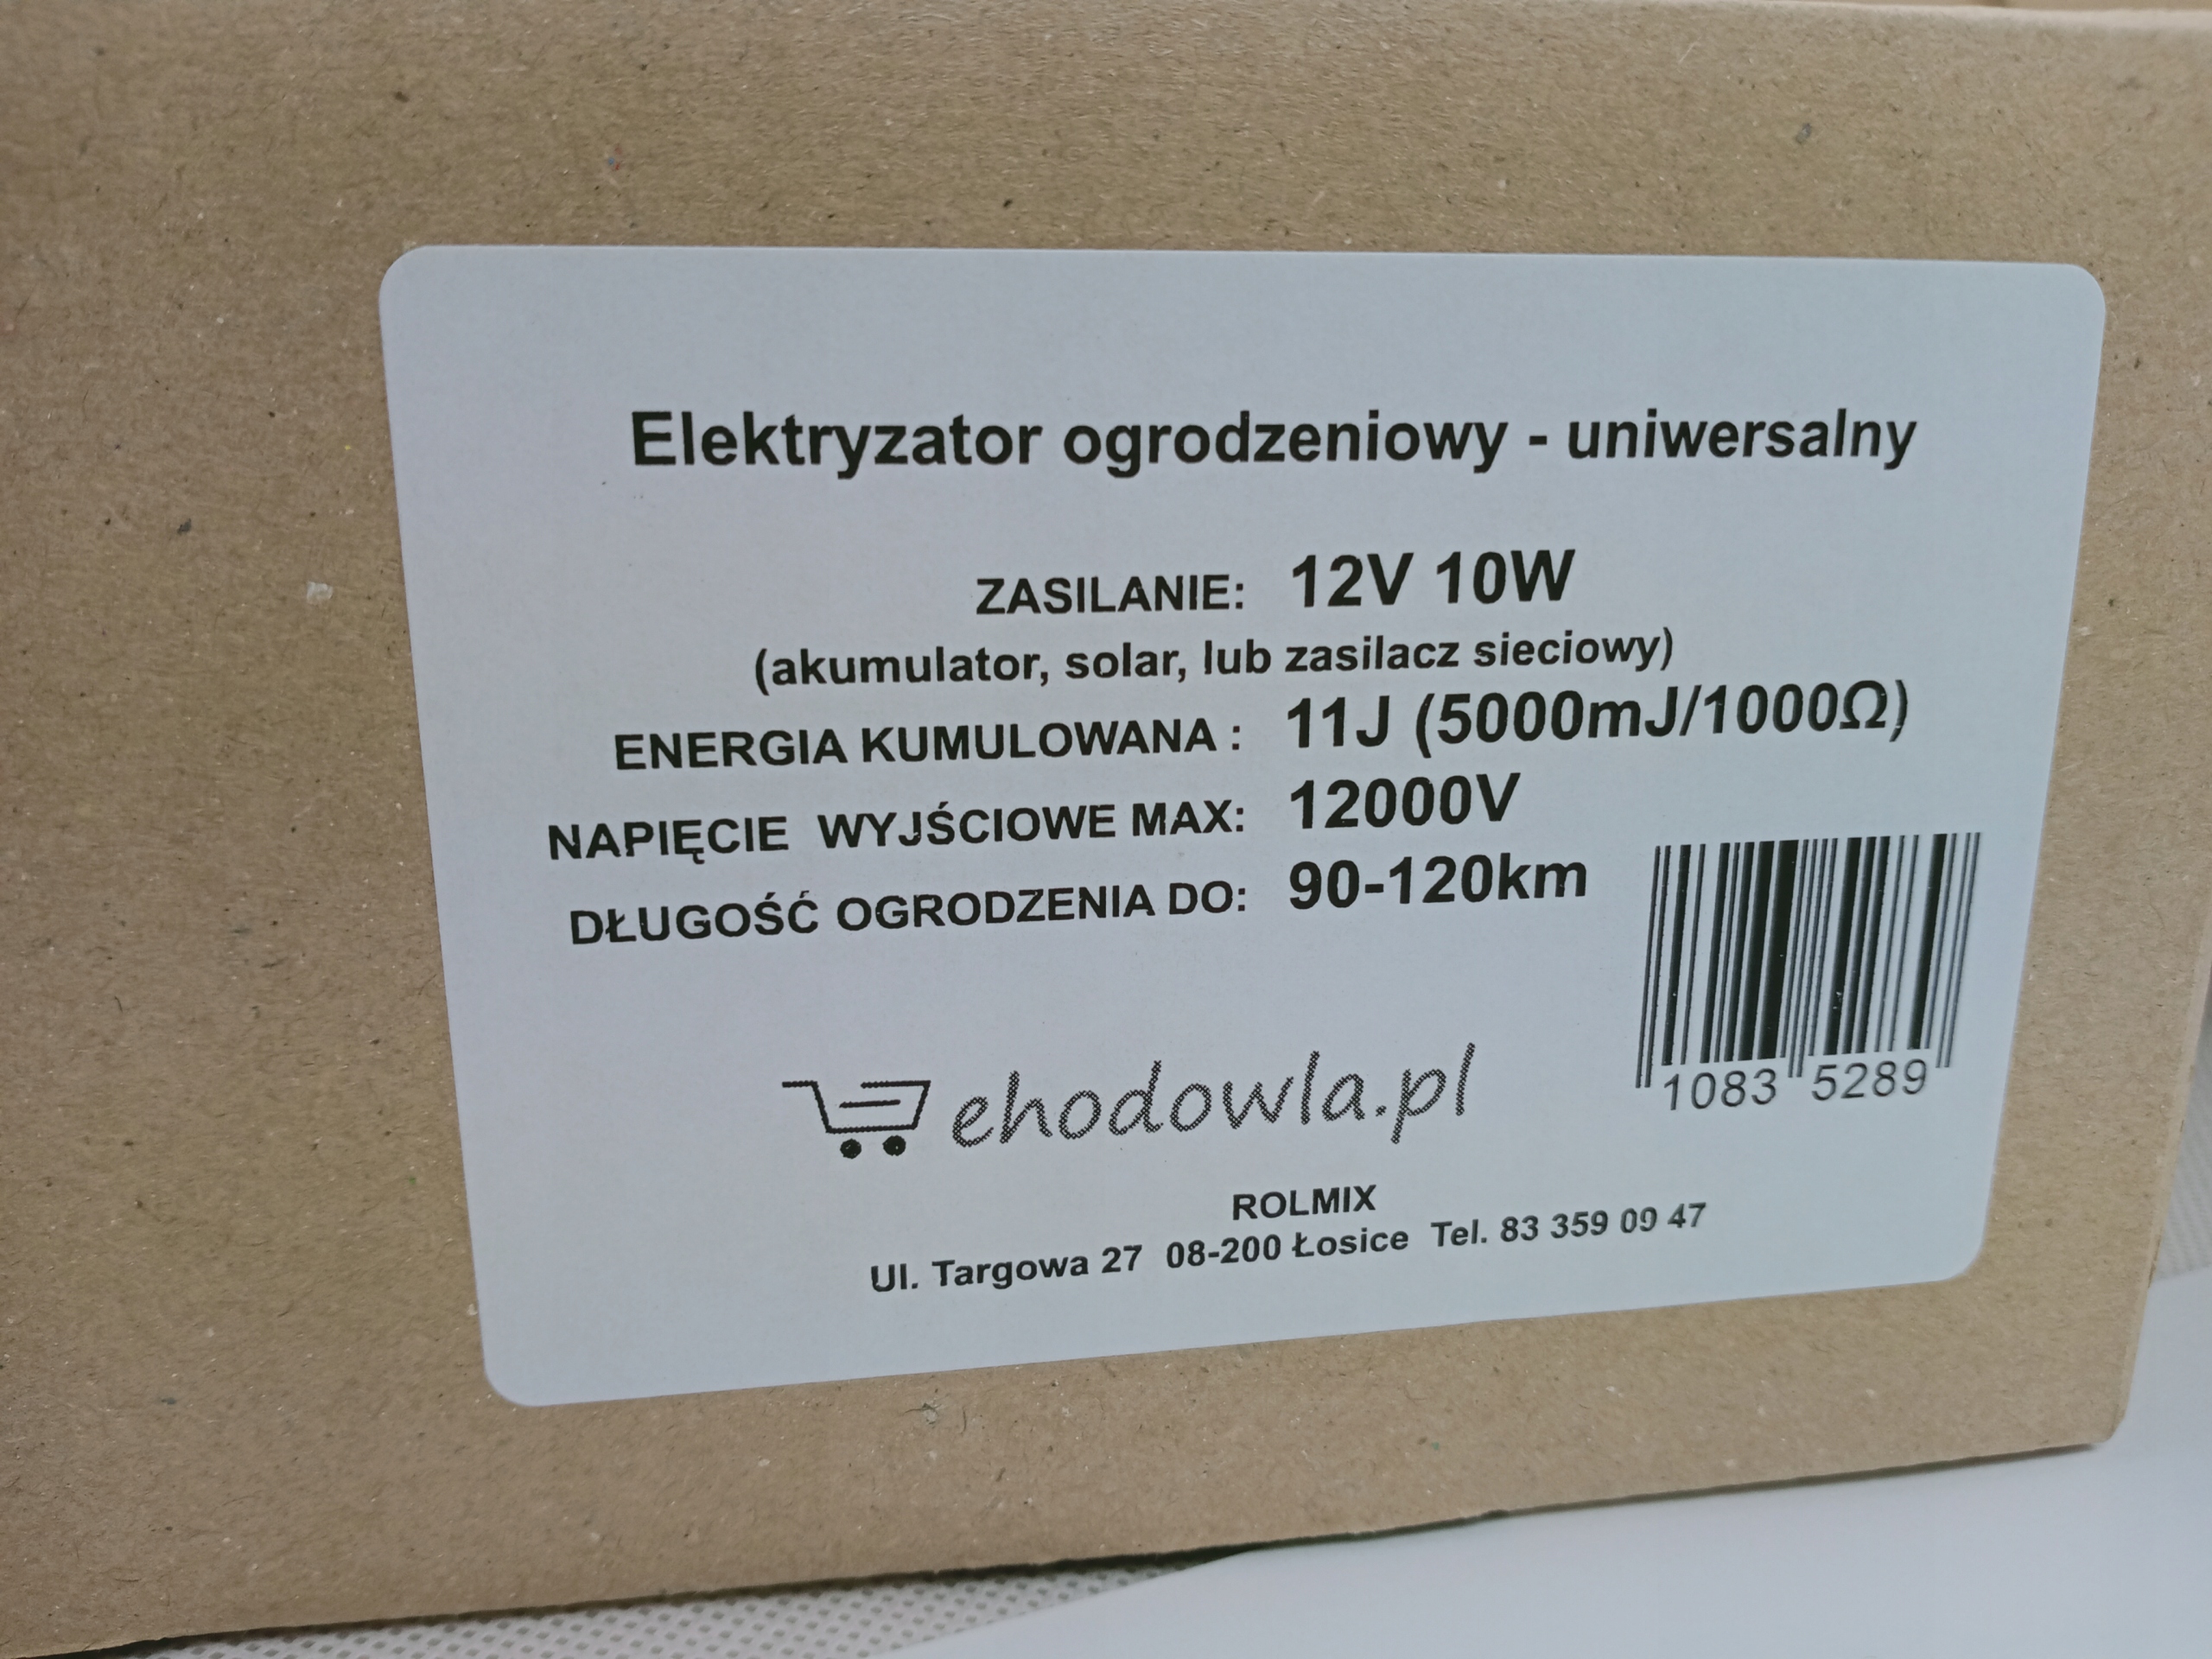 Elektryzator ogrodzeniowy - uniwersalny
ZASILANIE: 12V 10W
(akumulator, solar, lub zasilacz sieciowy)
ENERGIA KUMULOWANA : 11J (5000mJ/1000Ω)
NAPIĘCIE WYJŚCIOWE MAX: 12000V
DŁUGOŚĆ OGRODZENIA DO: 90-120km
1083 5289
ehodowla.pl
ROLMIX
Ul. Targowa 27 08-200 Łosice Tel. 83 359 09 47